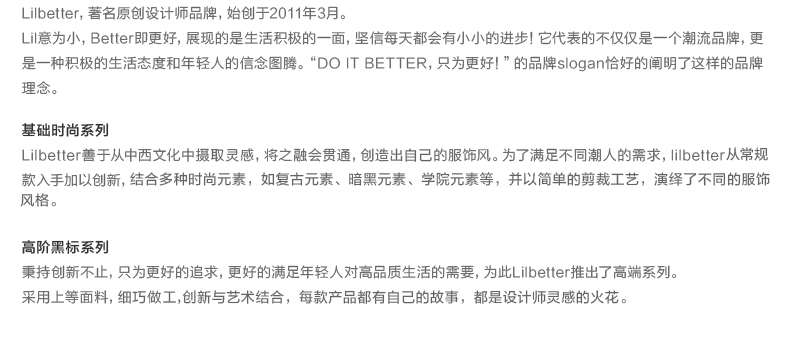 Lilbetter, 著名原创设计师品牌, 始创于2011年3月。
Lil意为小, Better即更好, 展现的是生活积极的一面, 坚信每天都会有小小的进步! 它代表的不仅仅是一个潮流品牌, 更
是一种积极的生活态度和年轻人的信念图腾。“DO IT BETTER, 只为更好! ” 的品牌slogan恰好的阐明了这样的品牌
理念。
基础时尚系列
Lilbetter善于从中西文化中摄取灵感, 将之融会贯通, 创造出自己的服饰风。为了满足不同潮人的需求, lilbetter从常规
款入手加以创新, 结合多种时尚元素, 如复古元素、暗黑元素、学院元素等, 并以简单的剪裁工艺, 演绎了不同的服饰
风格。
高阶黑标系列
秉持创新不止, 只为更好的追求, 更好的满足年轻人对高品质生活的需要, 为此Lilbetter推出了高端系列。
采用上等面料, 细巧做工,创新与艺术结合, 每款产品都有自己的故事, 都是设计师灵感的火花。